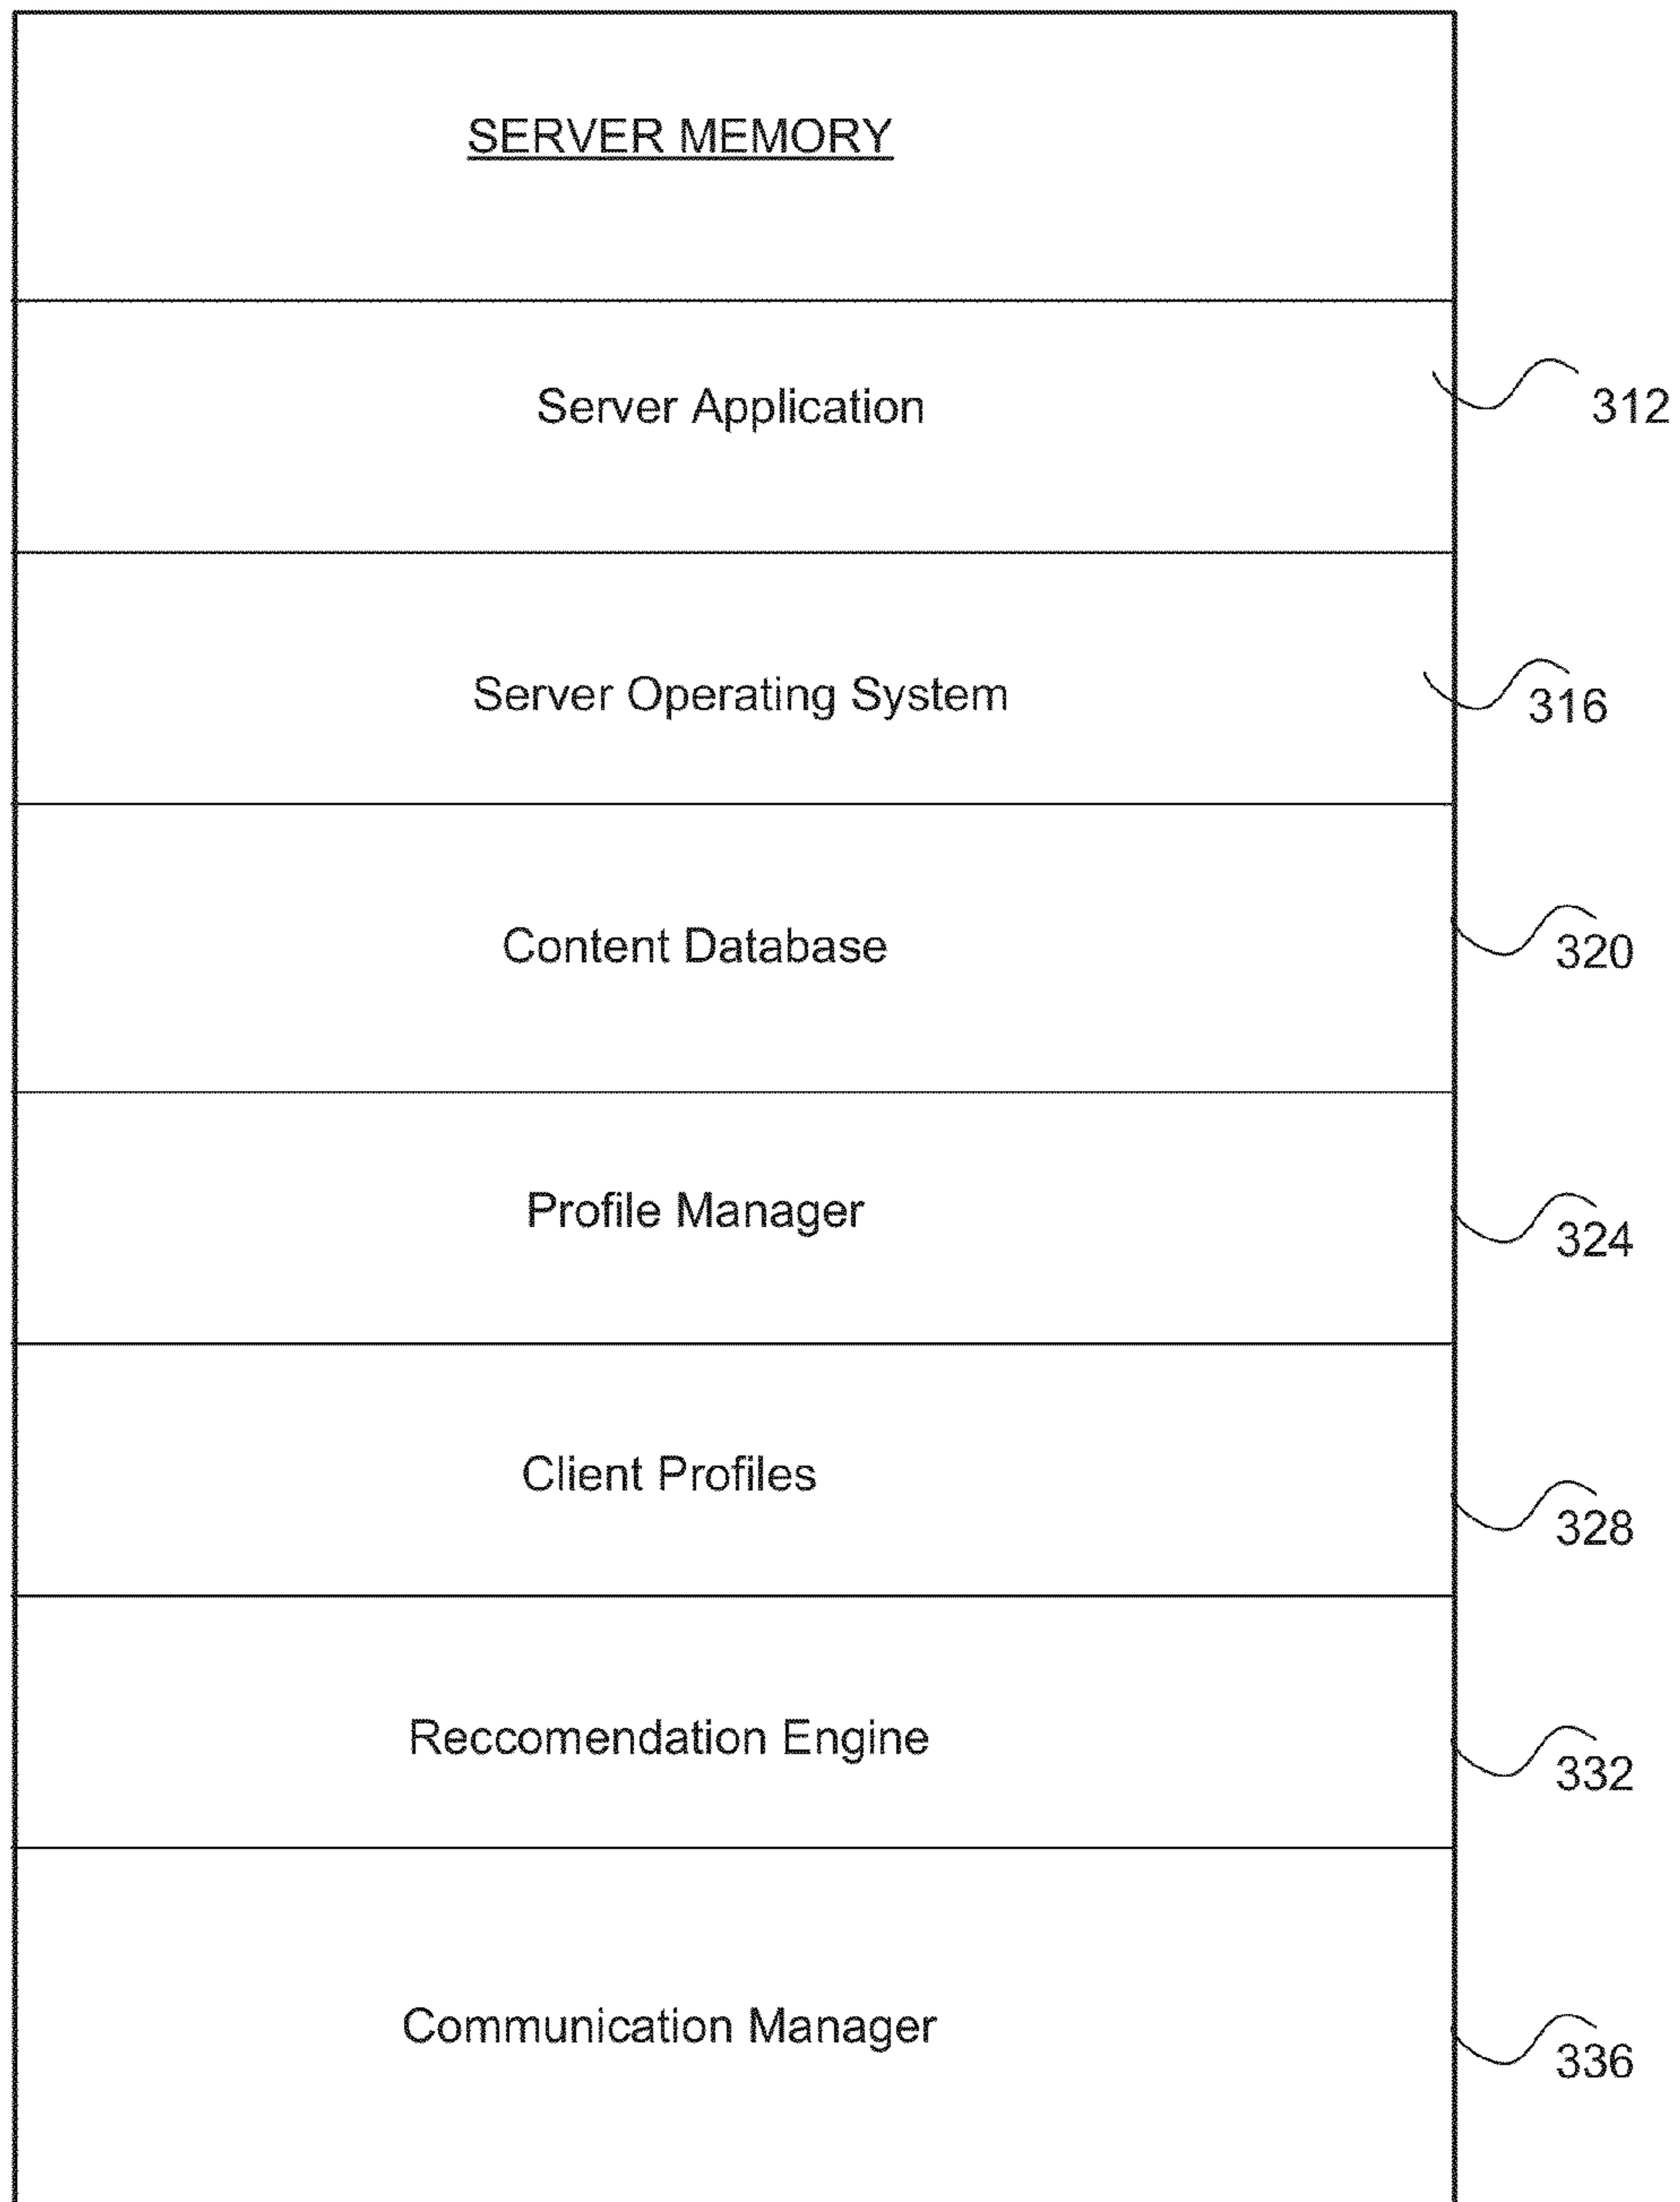 SERVER MEMORY
Server Application
312
Server Operating System
316
Content Database
320
Profile Manager
324
Client Profiles
328
Reccomendation Engine
332
Communication Manager
336